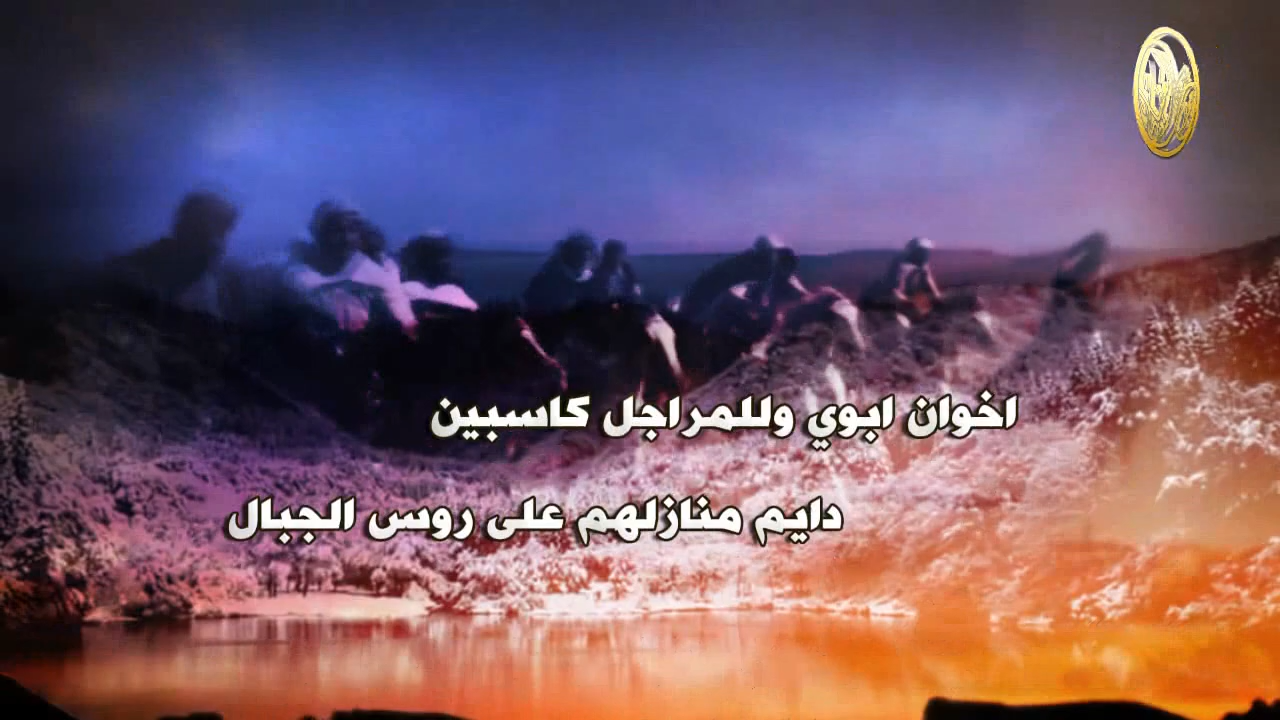 اخوان ابوي وللمراجل كاسبين
دايم منازلهم على روس الجبال